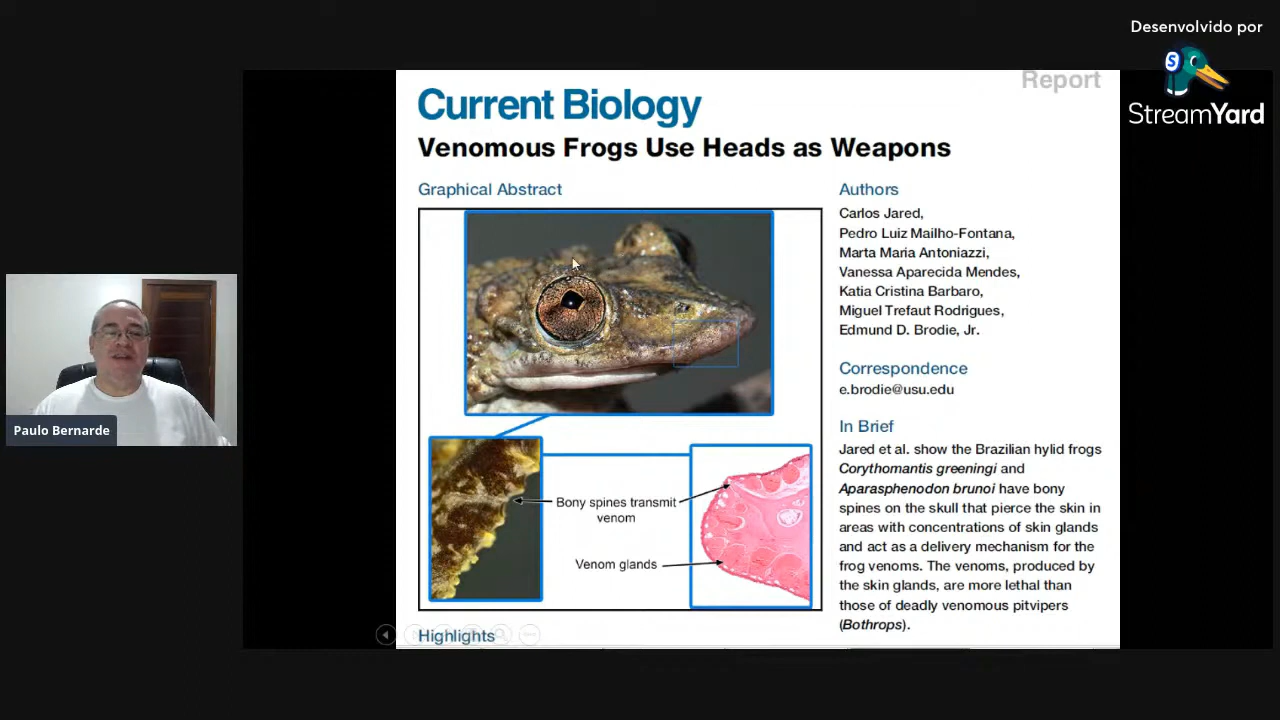 Desenvolvido por
StreamYard
Report
Current Biology
Venomous Frogs Use Heads as Weapons
Graphical Abstract
Bony spines transmit
venom
Venom glands
Highlights
Authors
Carlos Jared,
Pedro Luiz Mailho-Fontana,
Marta Maria Antoniazzi,
Vanessa Aparecida Mendes,
Katia Cristina Barbaro,
Miguel Trefaut Rodrigues,
Edmund D. Brodie, Jr.
Correspondence
e.brodie@usu.edu
In Brief
Jared et al. show the Brazilian hylid frogs
Corythomantis greeningi and
Aparasphenodon brunoi have bony
spines on the skull that pierce the skin in
areas with concentrations of skin glands
and act as a delivery mechanism for the
frog venoms. The venoms, produced by
the skin glands, are more lethal than
those of deadly venomous pitvipers
(Bothrops).
Paulo Bernarde